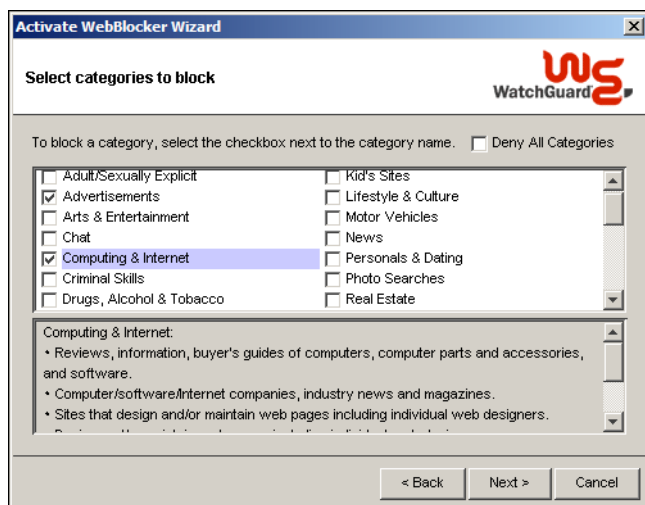 Activate WebBlocker Wizard
Select categories to block
WatchGuard
To block a category, select the checkbox next to the category name.
Deny All Categories
Adult/Sexually Explicit
Advertisements
Arts & Entertainment
Chat
Computing & Internet
Criminal Skills
Drugs, Alcohol & Tobacco
Kid's Sites
Lifestyle & Culture
Motor Vehicles
News
Personals & Dating
Photo Searches
Real Estate
Computing & Internet:
• Reviews, information, buyer's guides of computers, computer parts and accessories,
and software.
• Computer/software/Internet companies, industry news and magazines.
• Sites that design and/or maintain web pages including individual web designers.
< Back
Next >
Cancel